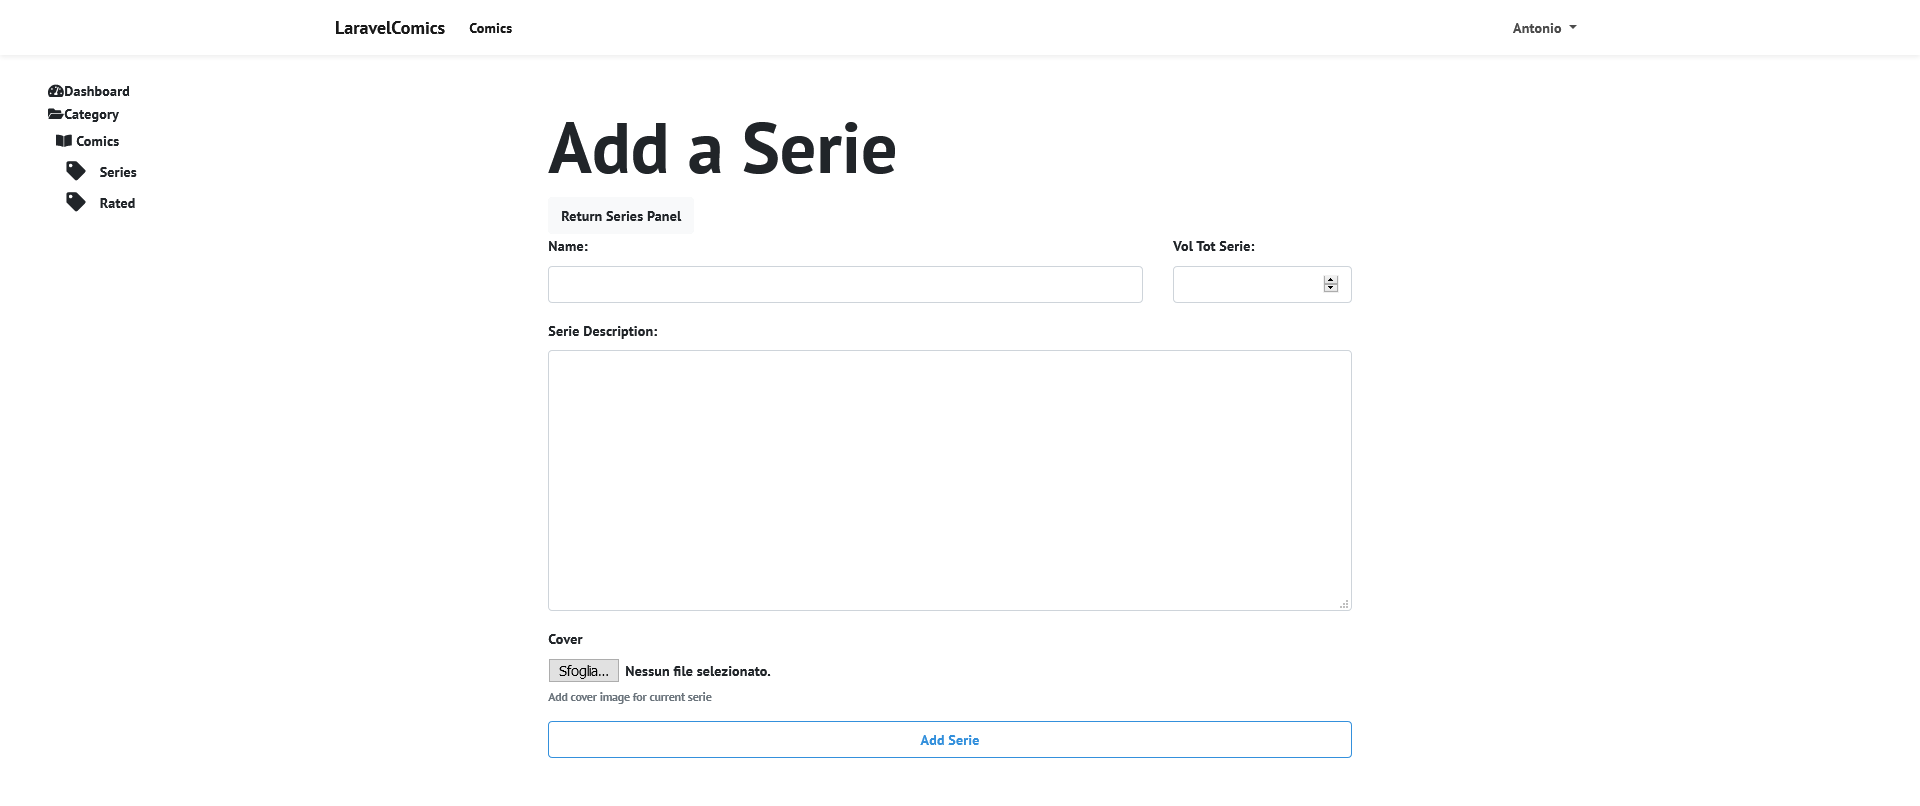 LaravelComics Comics Antonio
Dashboard
Category
Comics
Series
Rated
Add a Serie
Return Series Panel
Name: Vol Tot Serie:
Serie Description:
Cover
Sfoglia... Nessun file selezionato.
Add cover image for current serie
Add Serie